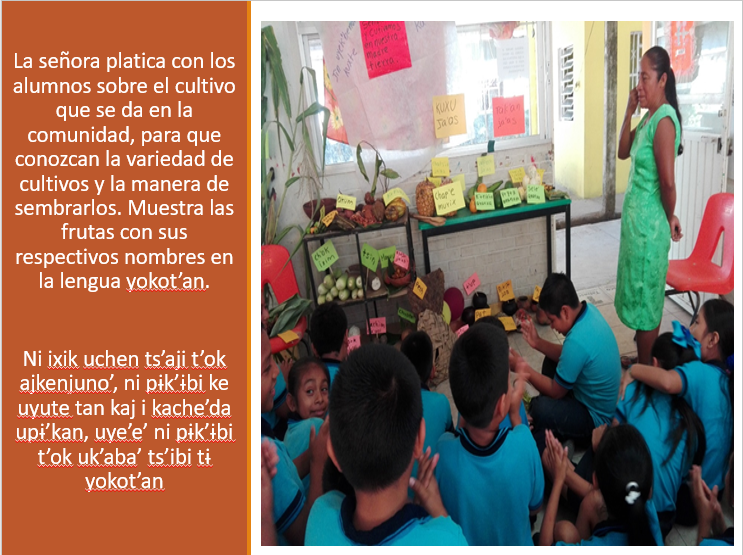 La señora platica con los
alumnos sobre el cultivo
que se da en la
comunidad, para que
conozcan la variedad de
cultivos y la manera de
sembrarlos. Muestra las
frutas con sus
respectivos nombres en
la lengua yokot’an.
Ni ixik uchen ts’aji t’ok
ajkenjuno’, ni pɨk’ɨbi ke
uyute tan kaj i kache’da
upɨ’kan, uye’e’ ni pɨk’ɨbi
t’ok uk’aba’ ts’ibi tɨ
yokot’an
madre
tierra